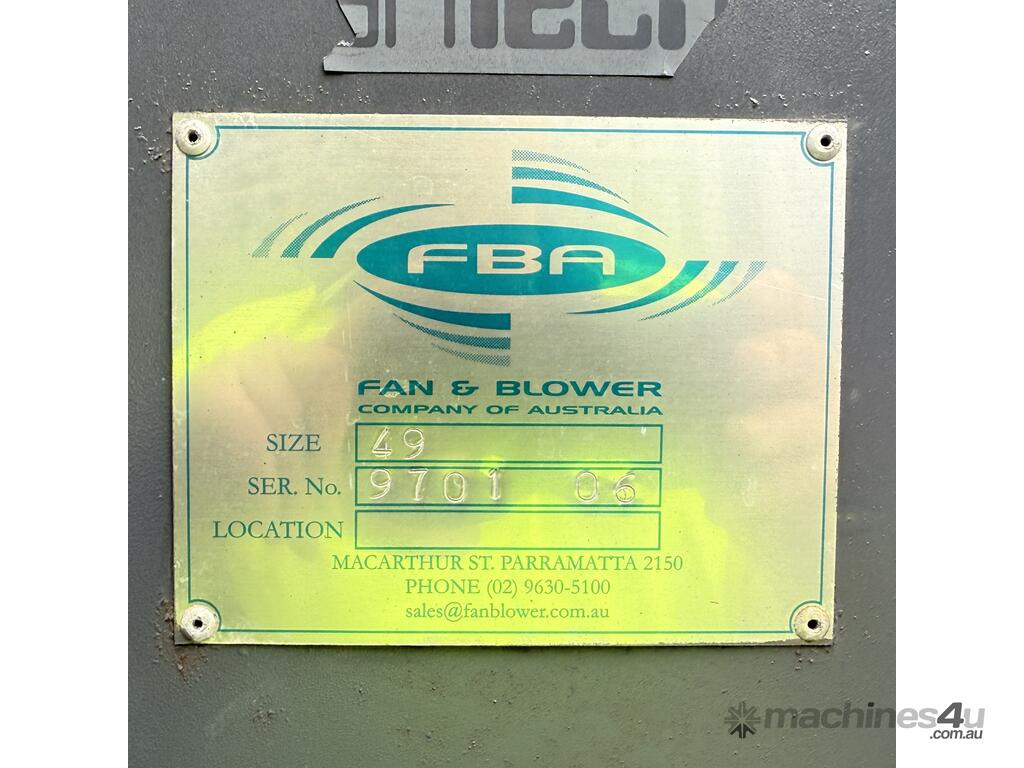 FBA
FAN & BLOWER
COMPANY OF AUSTRALIA
SIZE 49
SER. No. 9701 06
LOCATION
MACARTHUR ST. PARRAMATTA 2150
PHONE (02) 9630-5100
sales@fanblower.com.au
machines4u
.com.au